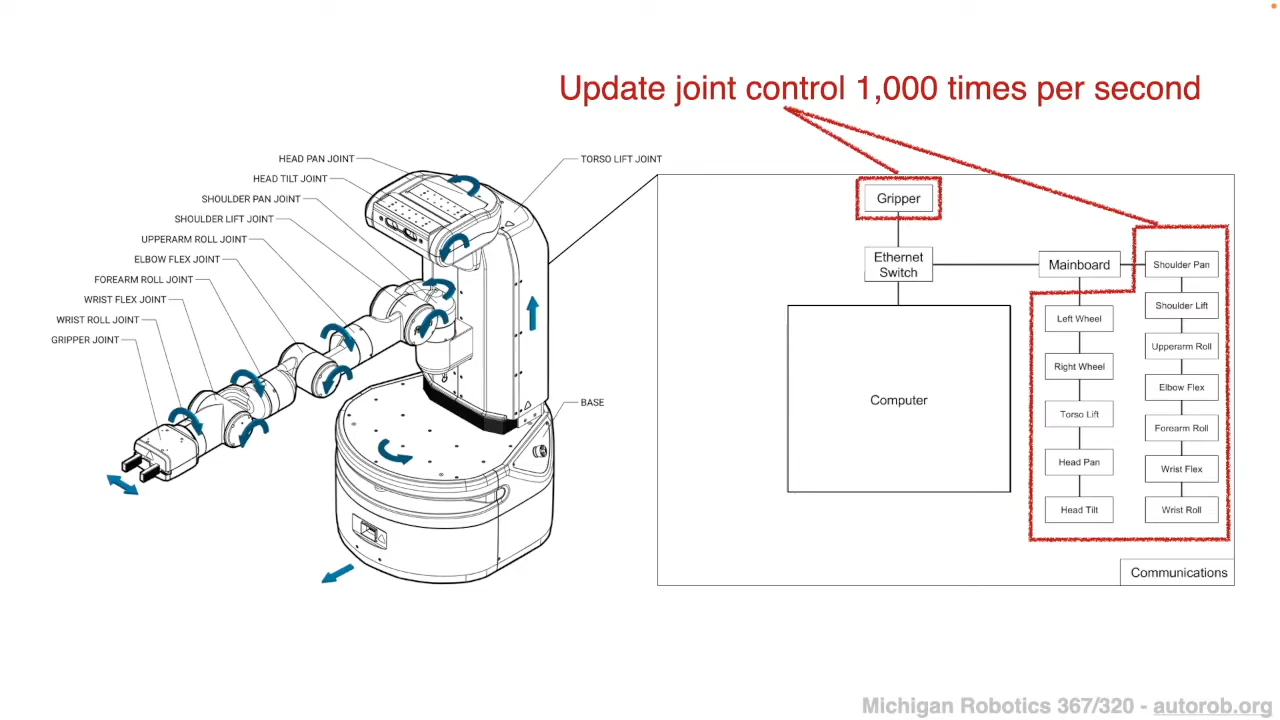 Update joint control 1,000 times per second
HEAD PAN JOINT
TORSO LIFT JOINT
HEAD TILT JOINT
SHOULDER PAN JOINT
SHOULDER LIFT JOINT
UPPERARM ROLL JOINT
ELBOW FLEX JOINT
FOREARM ROLL JOINT
WRIST FLEX JOINT
WRIST ROLL JOINT
GRIPPER JOINT
BASE
Gripper
Ethernet
Switch
Mainboard
Shoulder Pan
Left Wheel
Shoulder Lift
Right Wheel
Upperarm Roll
Computer
Torso Lift
Elbow Flex
Head Pan
Forearm Roll
Head Tilt
Wrist Flex
Wrist Roll
Communications
Michigan Robotics 367/320 - autorob.org